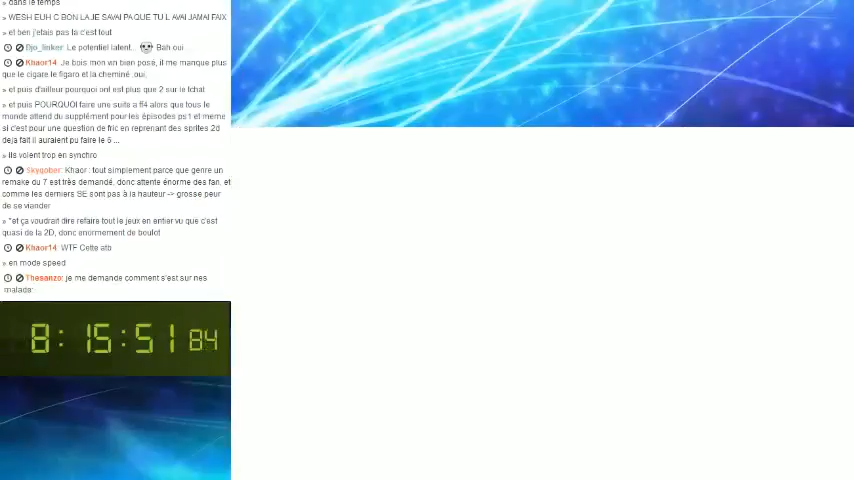 » dans le temps
» WESH EUH C BON LAJE SAVAI PA QUE TU L AVAI JAMAI FAIX
» et ben j'etais pas la c'est tout
Djo_linker: Le potentiel latent... Bah oui
Khaor14: Je bois mon vin bien posé, il me manque plus
que le cigare le figaro et la cheminé ,oui,
» et puis d'ailleur pourquoi ont est plus que 2 sur le tchat
» et puis POURQUOI faire une suite a ff4 alors que tous le
monde attend du supplément pour les épisodes ps1 et meme
si c'est pour une question de fric en reprenant des sprites 2d
deja fait il auraient pu faire le 6 ...
» ils volent trop en synchro
Skygober: Khaor : tout simplement parce que genre un
remake du 7 est très demandé, donc attente énorme des fan, et
comme les derniers SE sont pas à la hauteur -> grosse peur
de se viander
» *et ça voudrait dire refaire tout le jeux en entier vu que c'est
quasi de la 2D, donc enormement de boulot
Khaor14: WTF Cette atb
» en mode speed
Thesanzo: je me demande comment s'est sur nes
:malade:
8:15:51 84